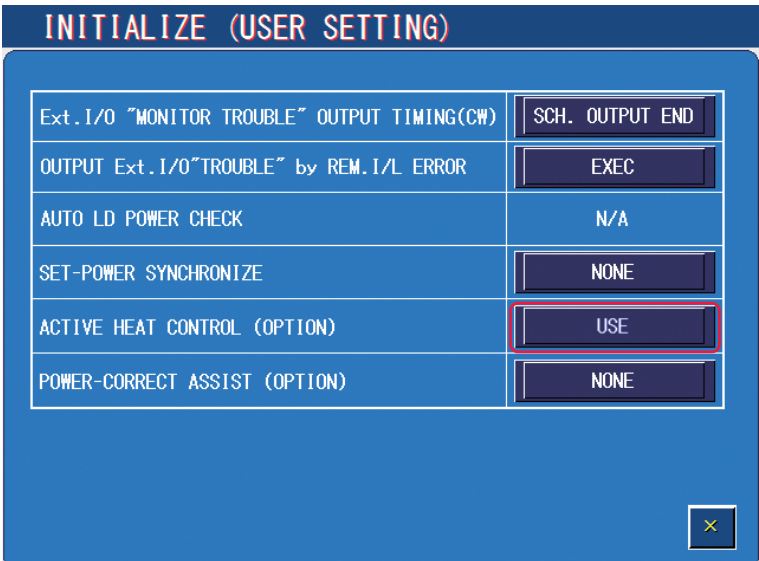 INITIALIZE (USER SETTING)
Ext.I/O "MONITOR TROUBLE" OUTPUT TIMING(CW) SCH. OUTPUT END
OUTPUT Ext.I/O"TROUBLE" by REM.I/L ERROR EXEC
AUTO LD POWER CHECK N/A
SET-POWER SYNCHRONIZE NONE
ACTIVE HEAT CONTROL (OPTION) USE
POWER-CORRECT ASSIST (OPTION) NONE
×